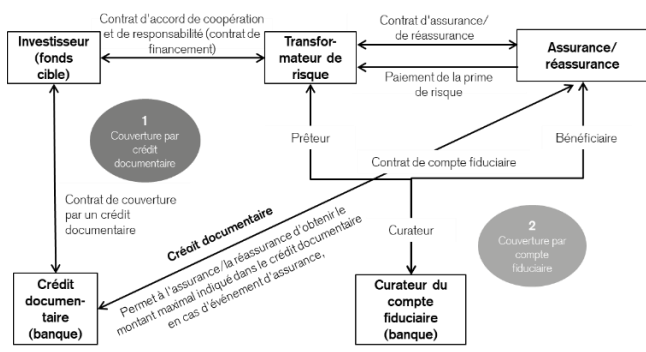 Contrat d'accord de coopération
et de responsabilité (contrat de
financement)
Contrat d'assurance/
de réassurance
Investisseur
(fonds
cible)
Transfor-
mateur de
risque
Assurance/
réassurance
Paiement de la prime
de risque
1
Couverture par
crédit
documentaire
Prêteur
Bénéficiaire
Contrat de compte fiduciaire
Contrat de couverture
par un crédit
documentaire
Crédit documentaire
Permet à l'assurance/la réassurance d'obtenir le
montant maximal indiqué dans le crédit documentaire
en cas d'événement d'assurance,
Curateur
2
Couverture par
compte
fiduciaire
Crédit
documen-
taire
(banque)
Curateur du
compte
fiduciaire
(banque)